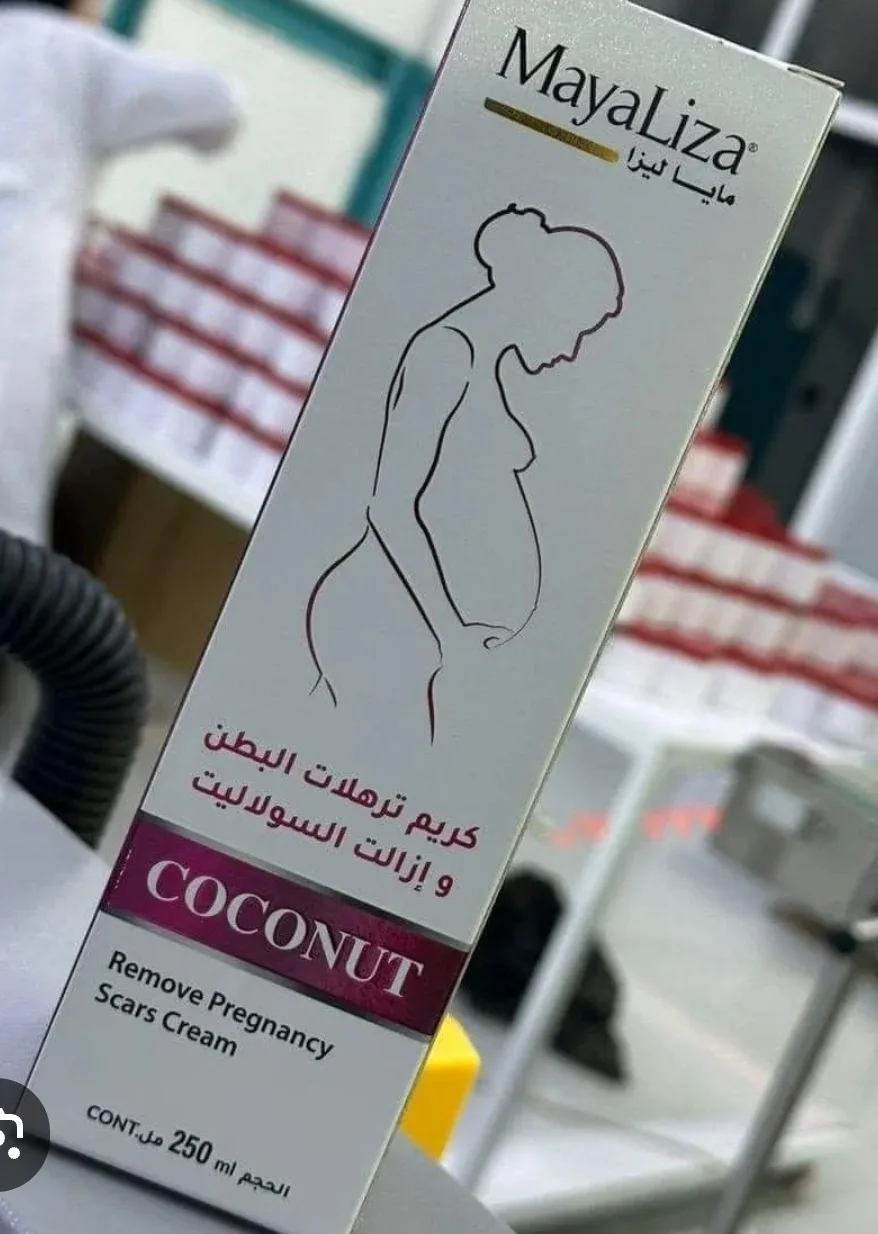 MayaLiza®
مايا ليزا
كريم ترهلات البطن
و إزالت السولاليت
COCONUT
Remove Pregnancy
Scars Cream
CONT. الحجم 250 ml مل